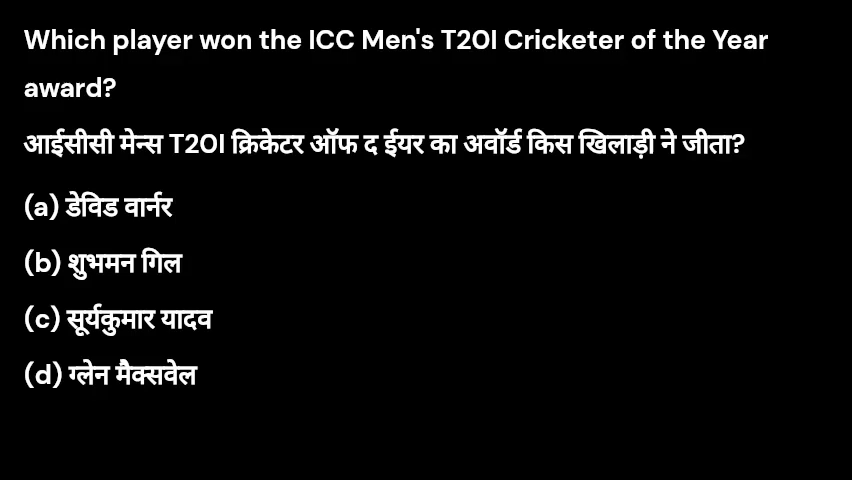 Which player won the ICC Men's T20I Cricketer of the Year
award?
आईसीसी मेन्स T20I क्रिकेटर ऑफ द ईयर का अवॉर्ड किस खिलाड़ी ने जीता?
(a) डेविड वार्नर
(b) शुभमन गिल
(c) सूर्यकुमार यादव
(d) ग्लेन मैक्सवेल